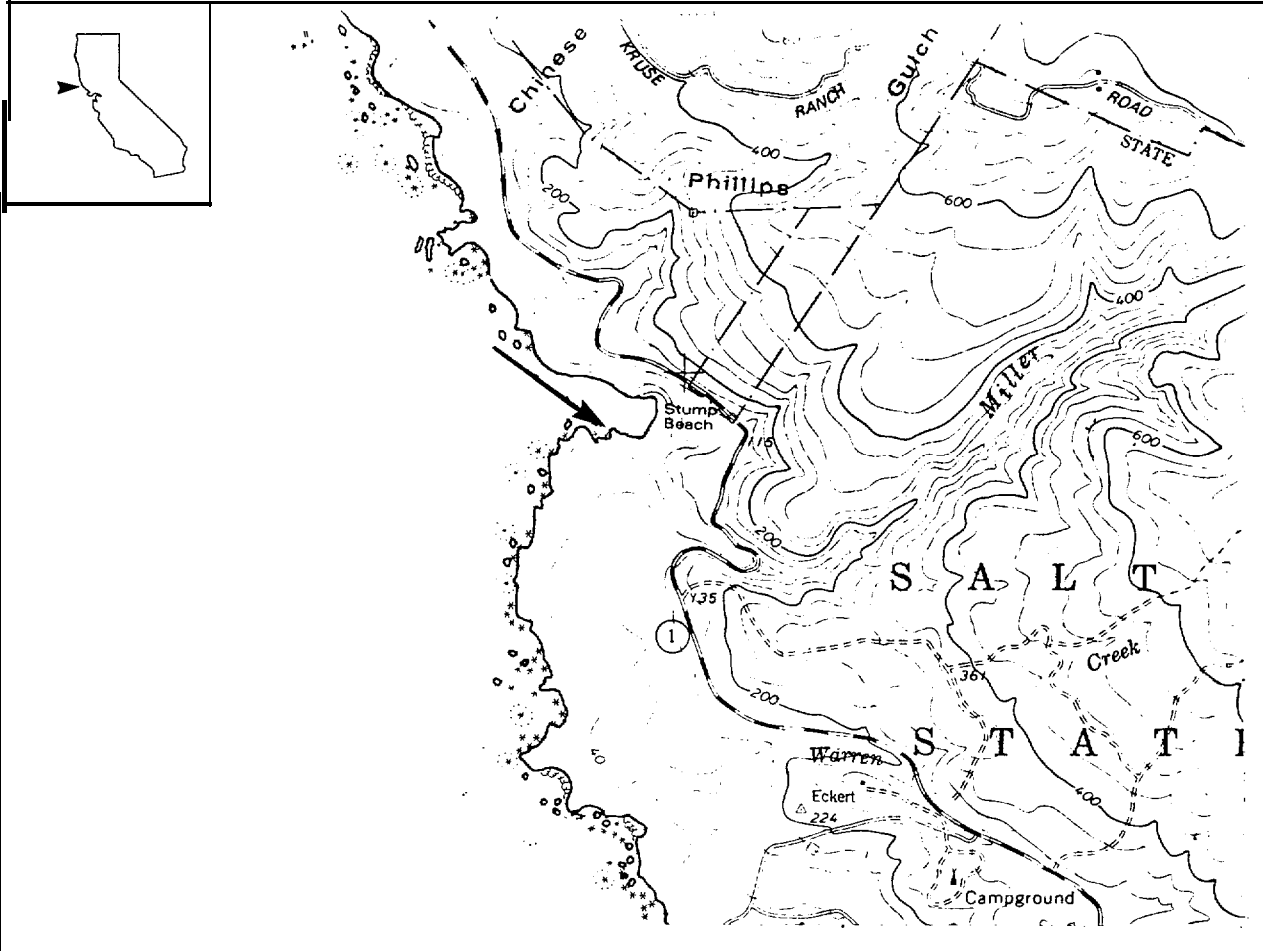 Chinese
Gulch
KRUSE
RANCH
ROAD
STATE
400
Phillips
200
600
400
Miller
Stump
Beach
115
600
200
S A L T
135
1
Creek
361
200
S T A T
40
Warren
Eckert
224
400
Campground